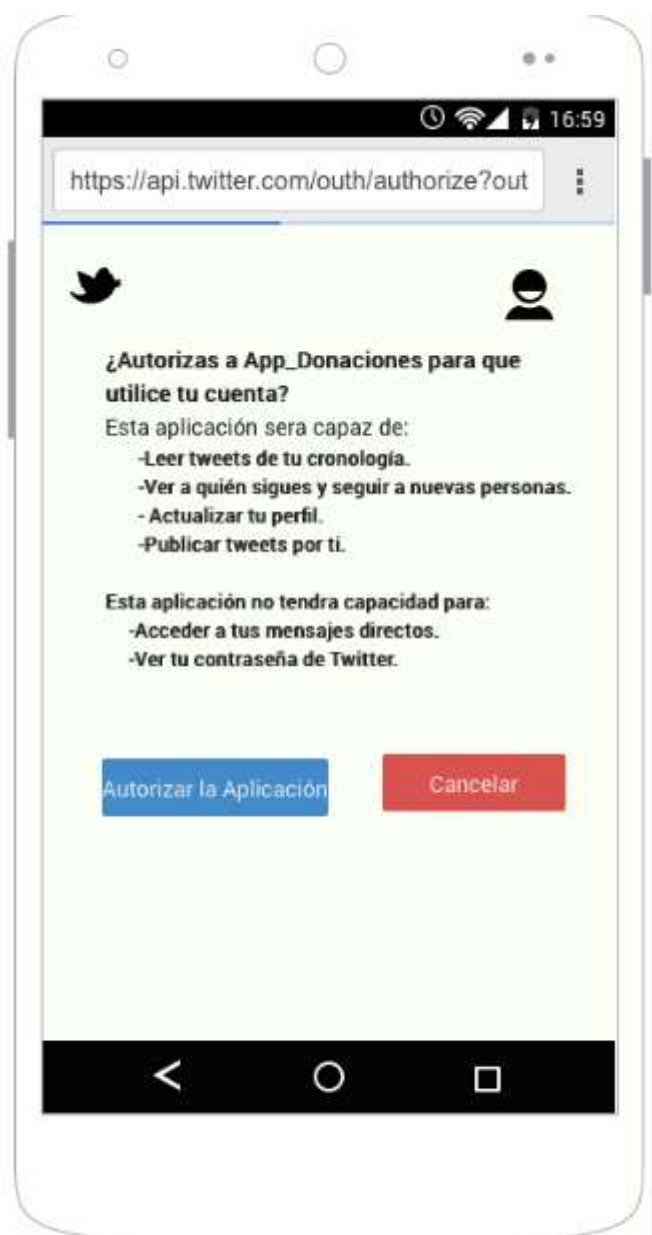 16:59
https://api.twitter.com/outh/authorize?out
¿Autorizas a App_Donaciones para que
utilice tu cuenta?
Esta aplicación sera capaz de:
-Leer tweets de tu cronología.
-Ver a quién sigues y seguir a nuevas personas.
- Actualizar tu perfil.
-Publicar tweets por ti.
Esta aplicación no tendra capacidad para:
-Acceder a tus mensajes directos.
-Ver tu contraseña de Twitter.
Autorizar la Aplicación
Cancelar